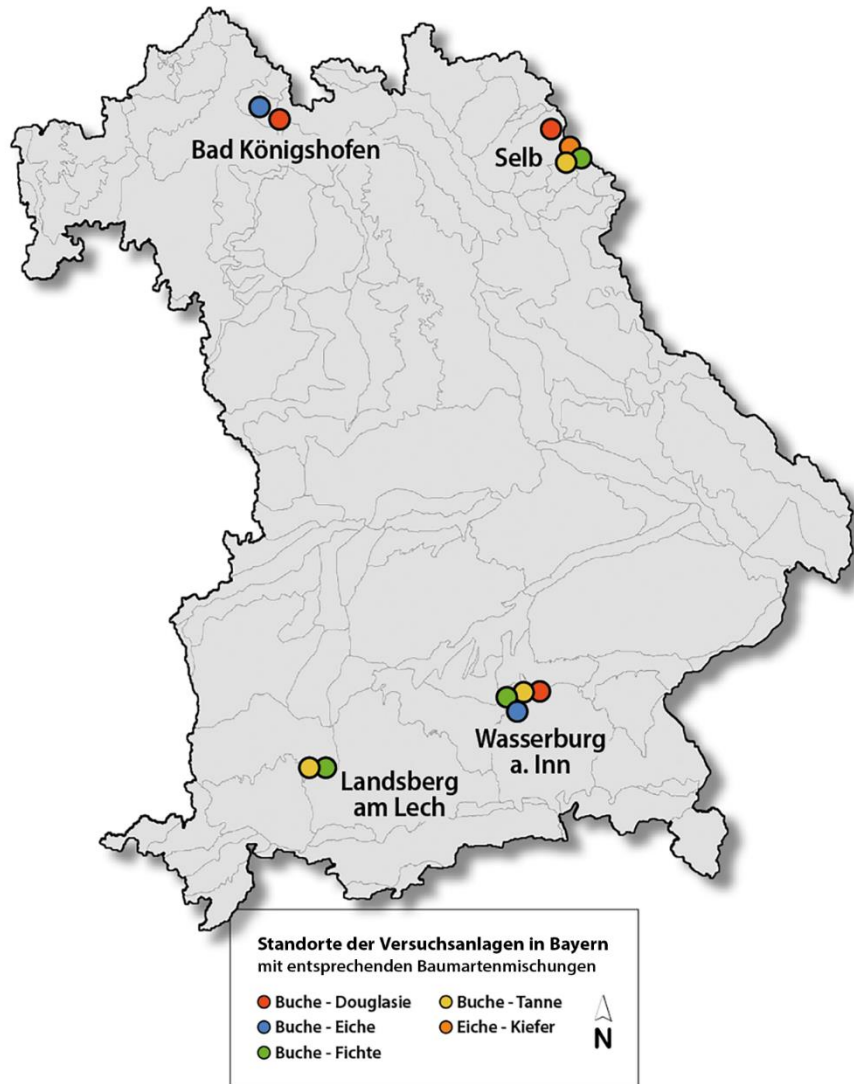 Bad Königshofen
Selb
Wasserburg
a. Inn
Landsberg
am Lech
Standorte der Versuchsanlagen in Bayern
mit entsprechenden Baumartenmischungen
Buche - Douglasie
Buche - Tanne
Buche - Eiche
Eiche - Kiefer
Buche - Fichte
N